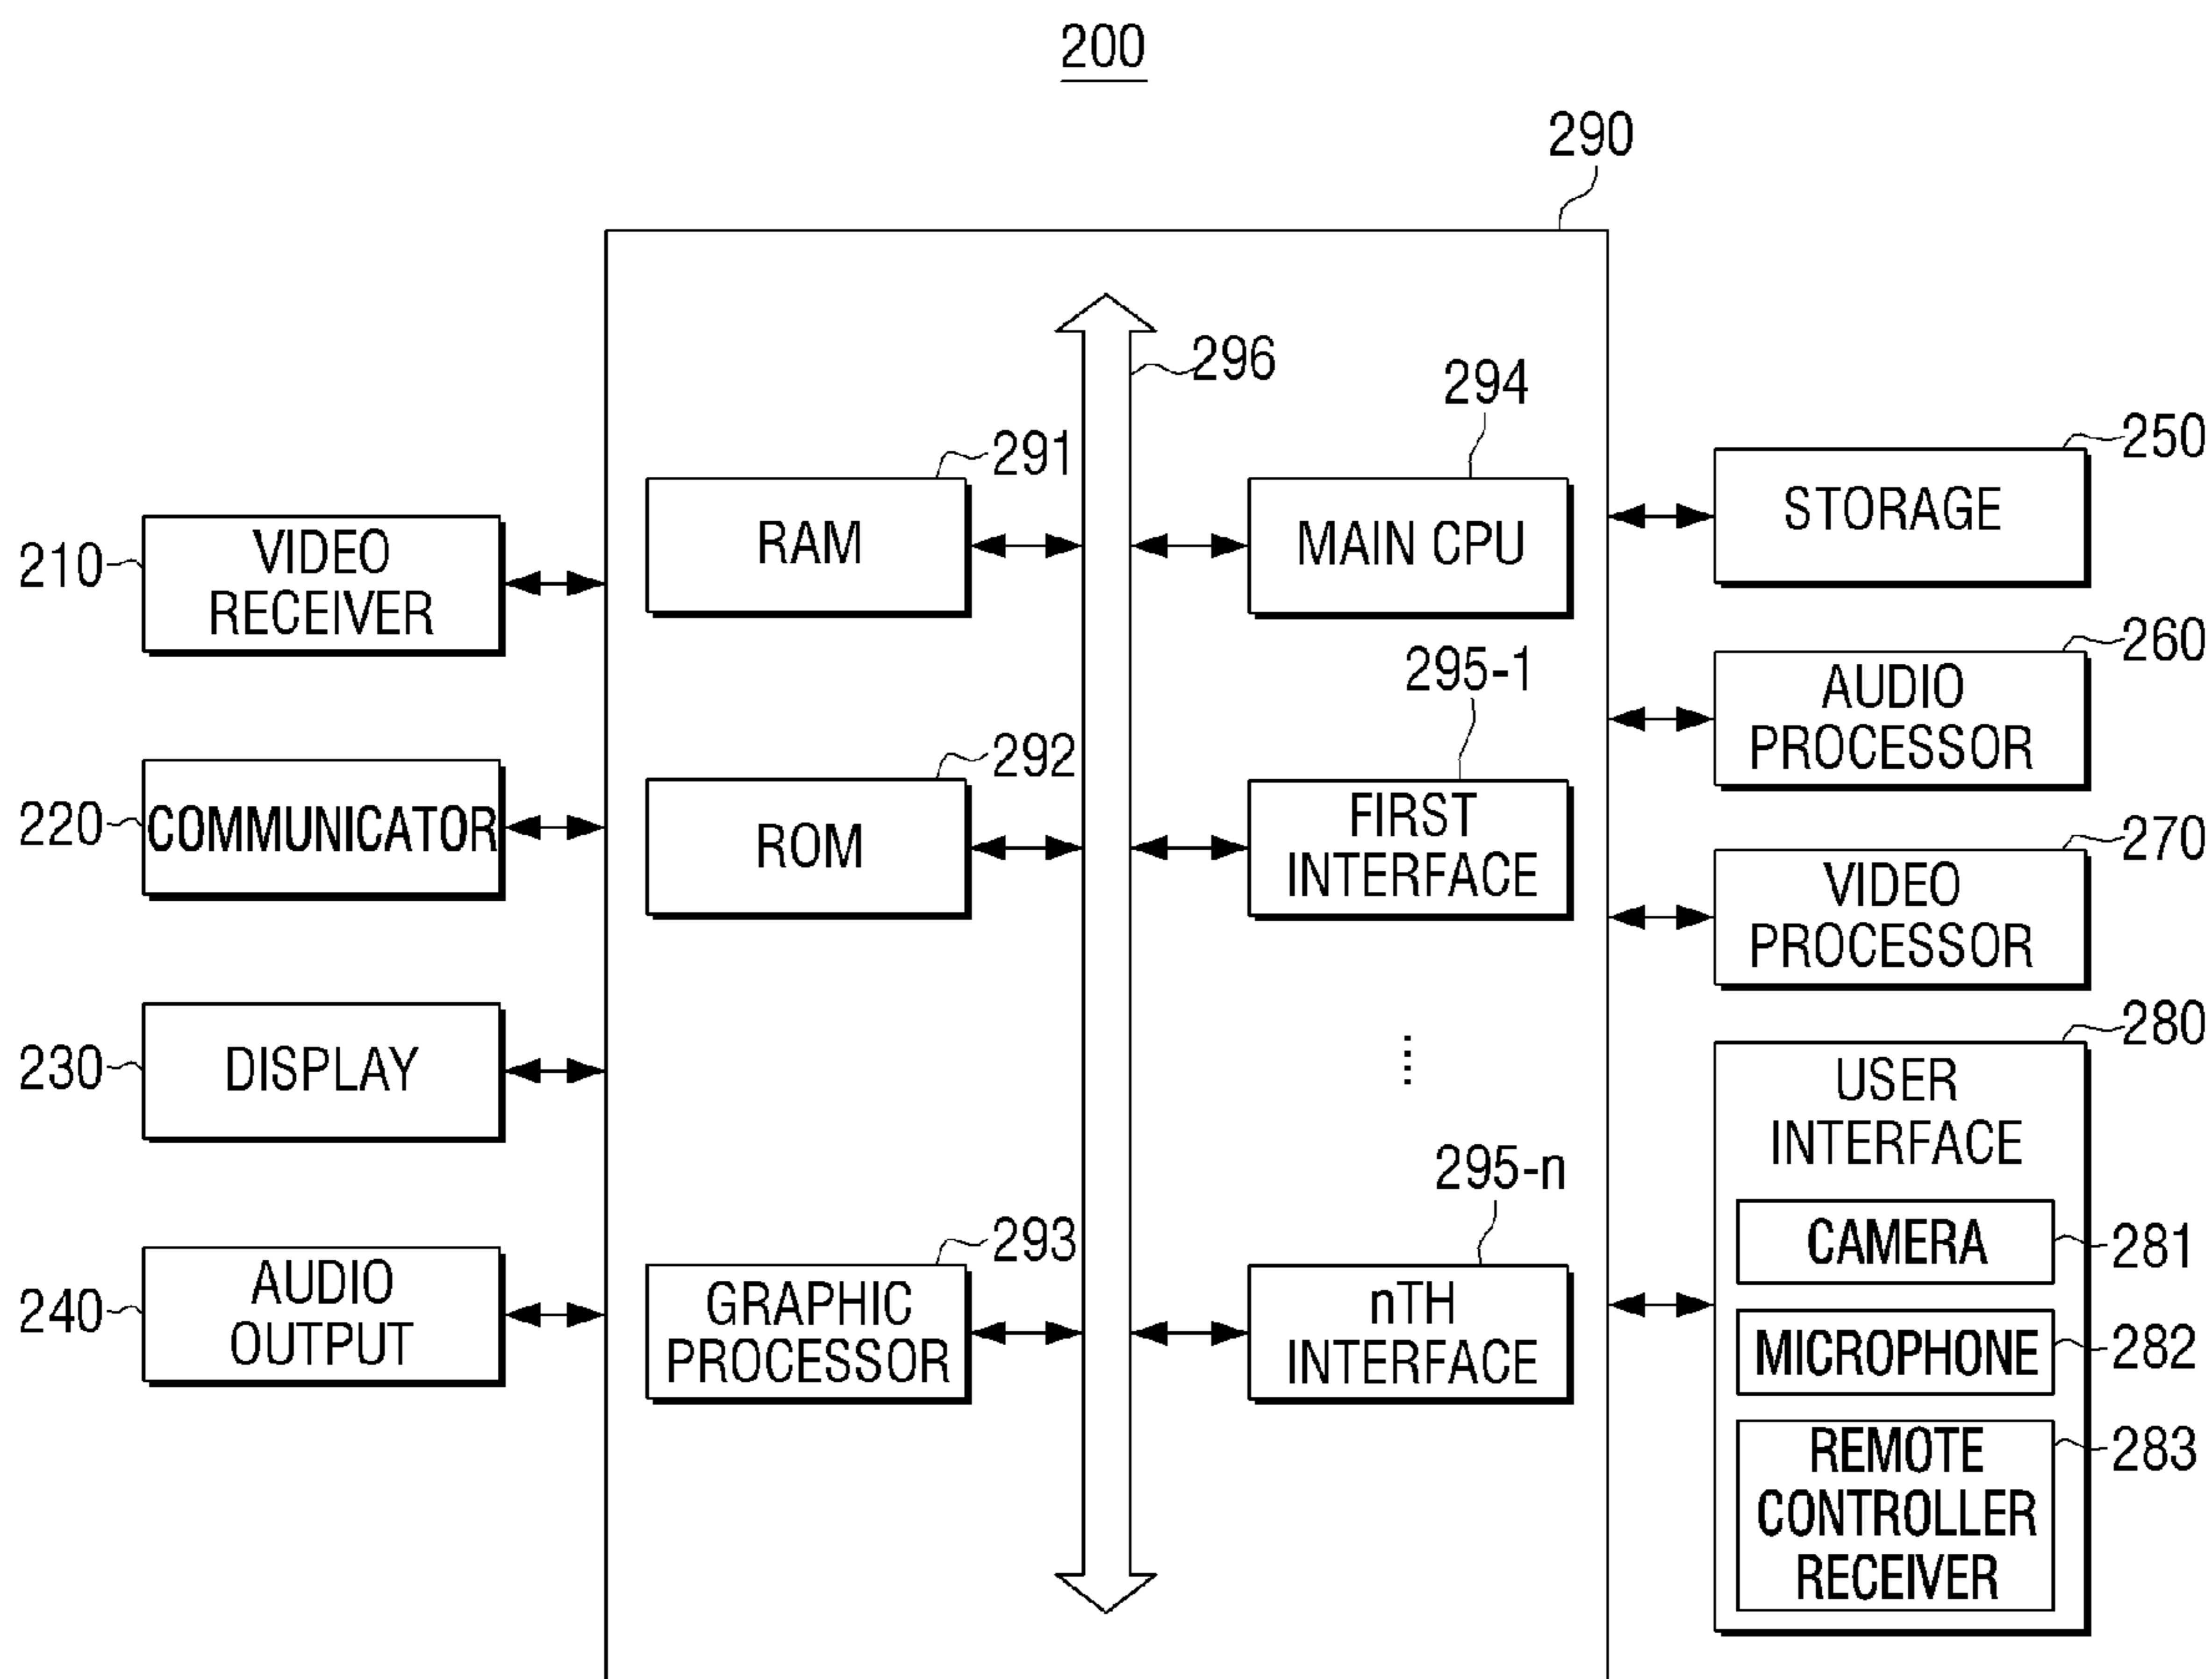 200
290
296
291
RAM
292
ROM
293
GRAPHIC
PROCESSOR
294
MAIN CPU
295-1
FIRST
INTERFACE
295-n
nTH
INTERFACE
210
VIDEO
RECEIVER
220
COMMUNICATOR
230
DISPLAY
240
AUDIO
OUTPUT
250
STORAGE
260
AUDIO
PROCESSOR
270
VIDEO
PROCESSOR
280
USER
INTERFACE
CAMERA
281
MICROPHONE
282
REMOTE
CONTROLLER
RECEIVER
283